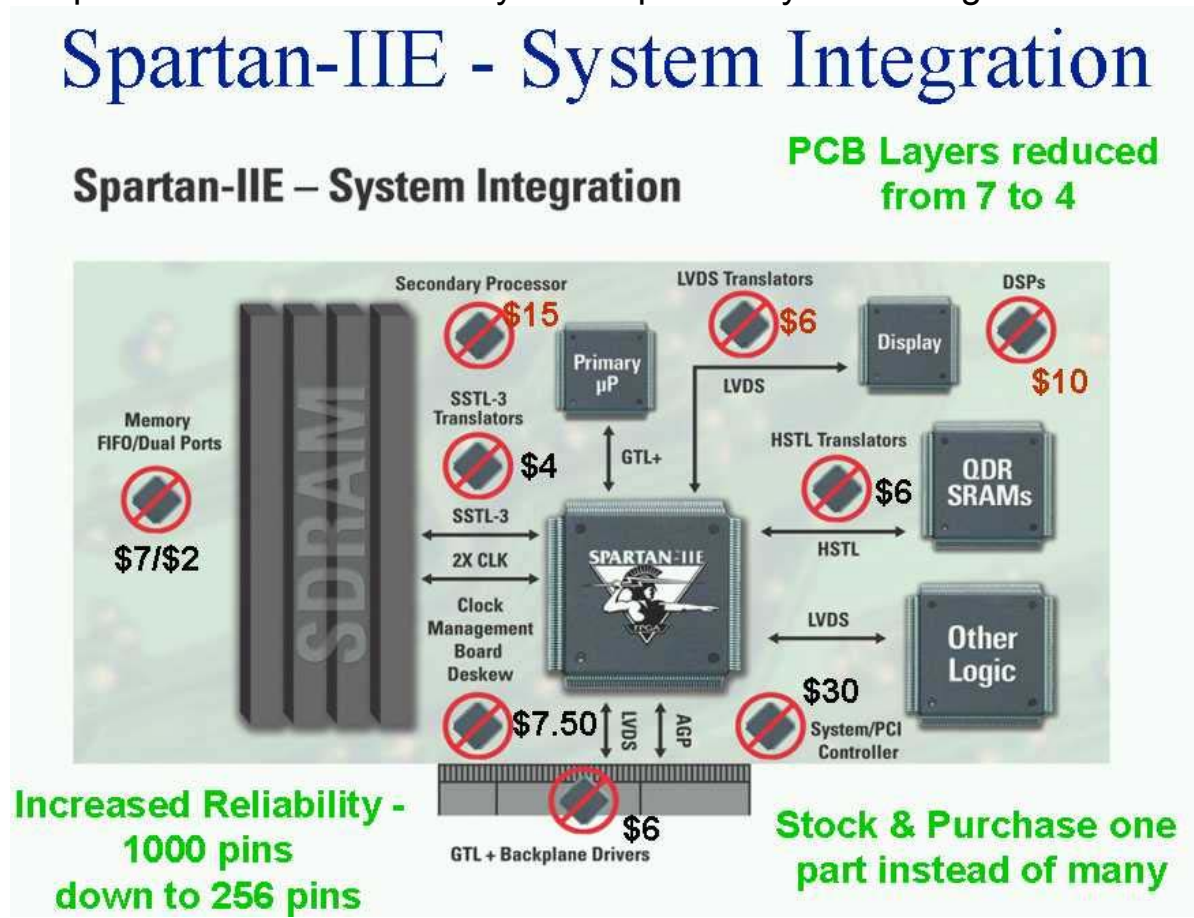 Spartan-IIE - System Integration
PCB Layers reduced
from 7 to 4
Spartan-IIE – System Integration
Secondary Processor
$15
LVDS Translators
$6
DSPs
$10
Primary
µP
Display
LVDS
Memory
FIFO/Dual Ports
$7/$2
SDRAM
SSTL-3
Translators
$4
GTL+
HSTL Translators
$6
QDR
SRAMs
SSTL-3
HSTL
2X CLK
SPARTAN-IIE
FPGA
Clock
Management
Board
Deskew
$7.50
LVDS
Other
Logic
LVDS
AGP
$30
System/PCI
Controller
Increased Reliability -
1000 pins
down to 256 pins
$6
GTL + Backplane Drivers
Stock & Purchase one
part instead of many